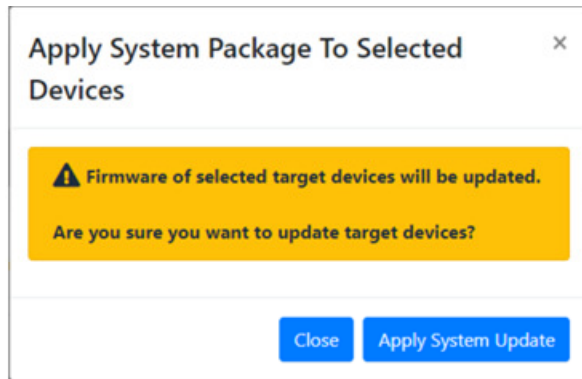 Apply System Package To Selected
Devices
×
Firmware of selected target devices will be updated.
Are you sure you want to update target devices?
Close
Apply System Update